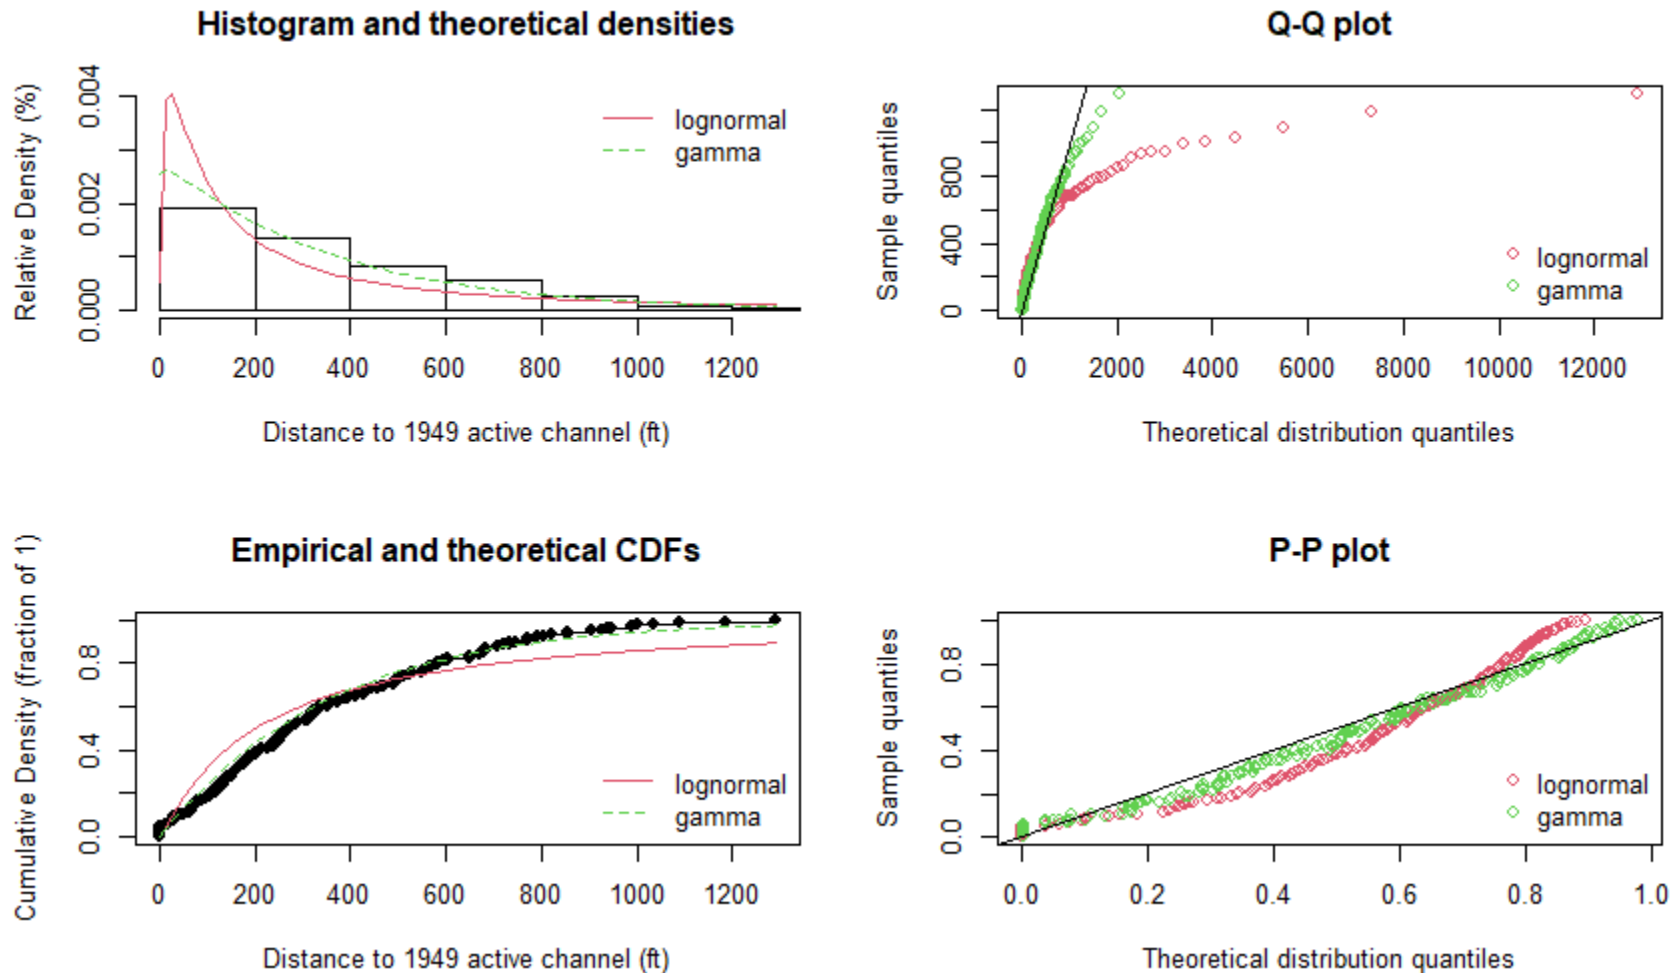 Histogram and theoretical densities
Relative Density (%)
0.004
0.002
0.000
lognormal
gamma
0 200 400 600 800 1000 1200
Distance to 1949 active channel (ft)
Q-Q plot
Sample quantiles
800
400
0
lognormal
gamma
0 2000 4000 6000 8000 10000 12000
Theoretical distribution quantiles
Empirical and theoretical CDFs
Cumulative Density (fraction of 1)
0.8
0.4
0.0
lognormal
gamma
0 200 400 600 800 1000 1200
Distance to 1949 active channel (ft)
P-P plot
Sample quantiles
0.8
0.4
0.0
lognormal
gamma
0.0 0.2 0.4 0.6 0.8 1.0
Theoretical distribution quantiles